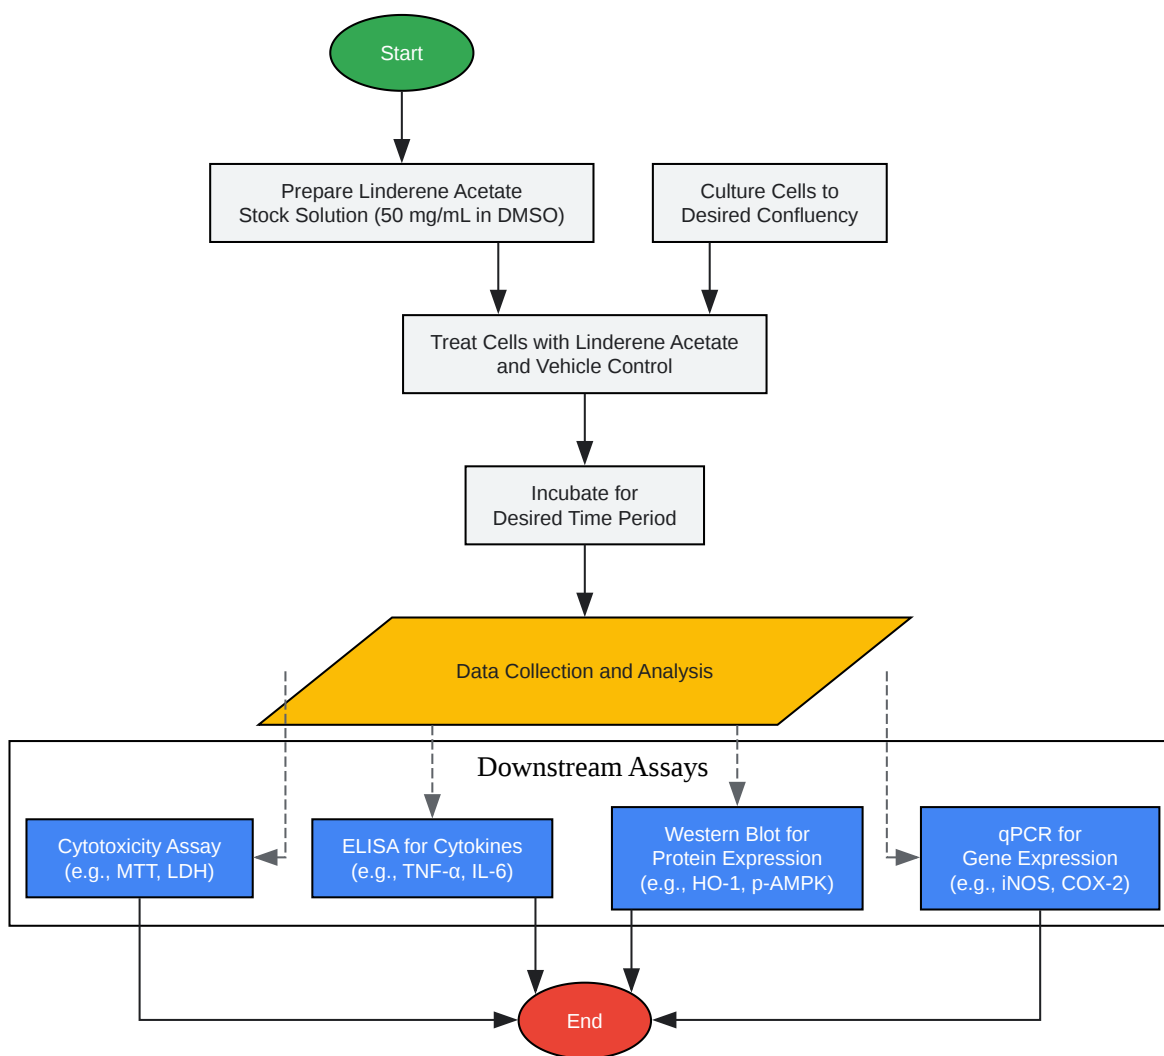 Start
Prepare Linderene Acetate
Stock Solution (50 mg/mL in DMSO)
Culture Cells to
Desired Confluency
Treat Cells with Linderene Acetate
and Vehicle Control
Incubate for
Desired Time Period
Data Collection and Analysis
Downstream Assays
Cytotoxicity Assay
(e.g., MTT, LDH)
ELISA for Cytokines
(e.g., TNF-α, IL-6)
Western Blot for
Protein Expression
(e.g., HO-1, p-AMPK)
qPCR for
Gene Expression
(e.g., iNOS, COX-2)
End